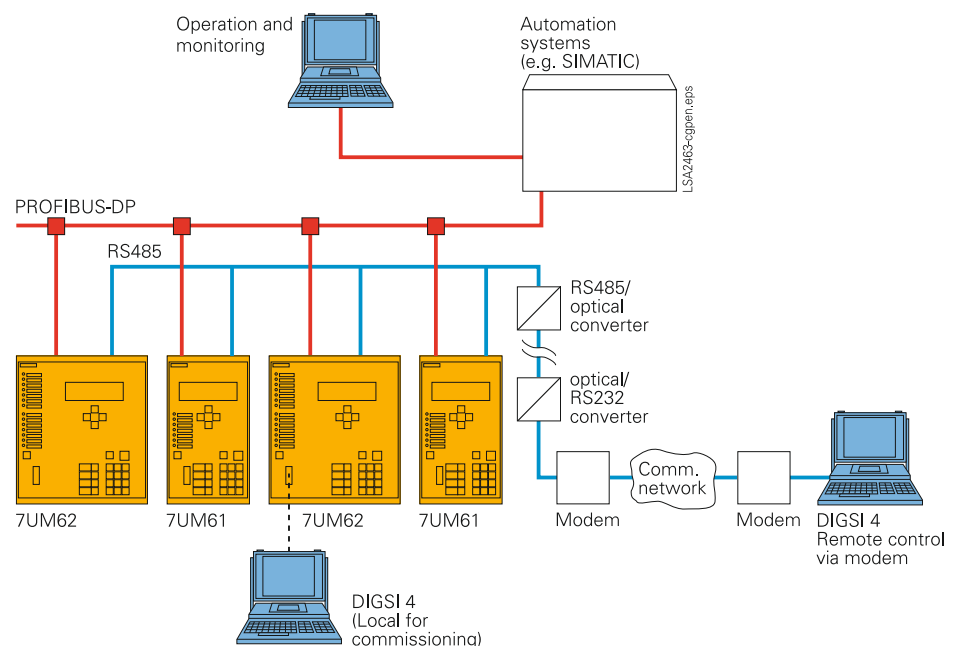 Operation and
monitoring
Automation
systems
(e.g. SIMATIC)
LSA2463-cgpen.eps
PROFIBUS-DP
RS485
RS485/
optical
converter
optical/
RS232
converter
Comm.
network
7UM62
7UM61
7UM62
7UM61
Modem
Modem
DIGSI 4
Remote control
via modem
DIGSI 4
(Local for
commissioning)